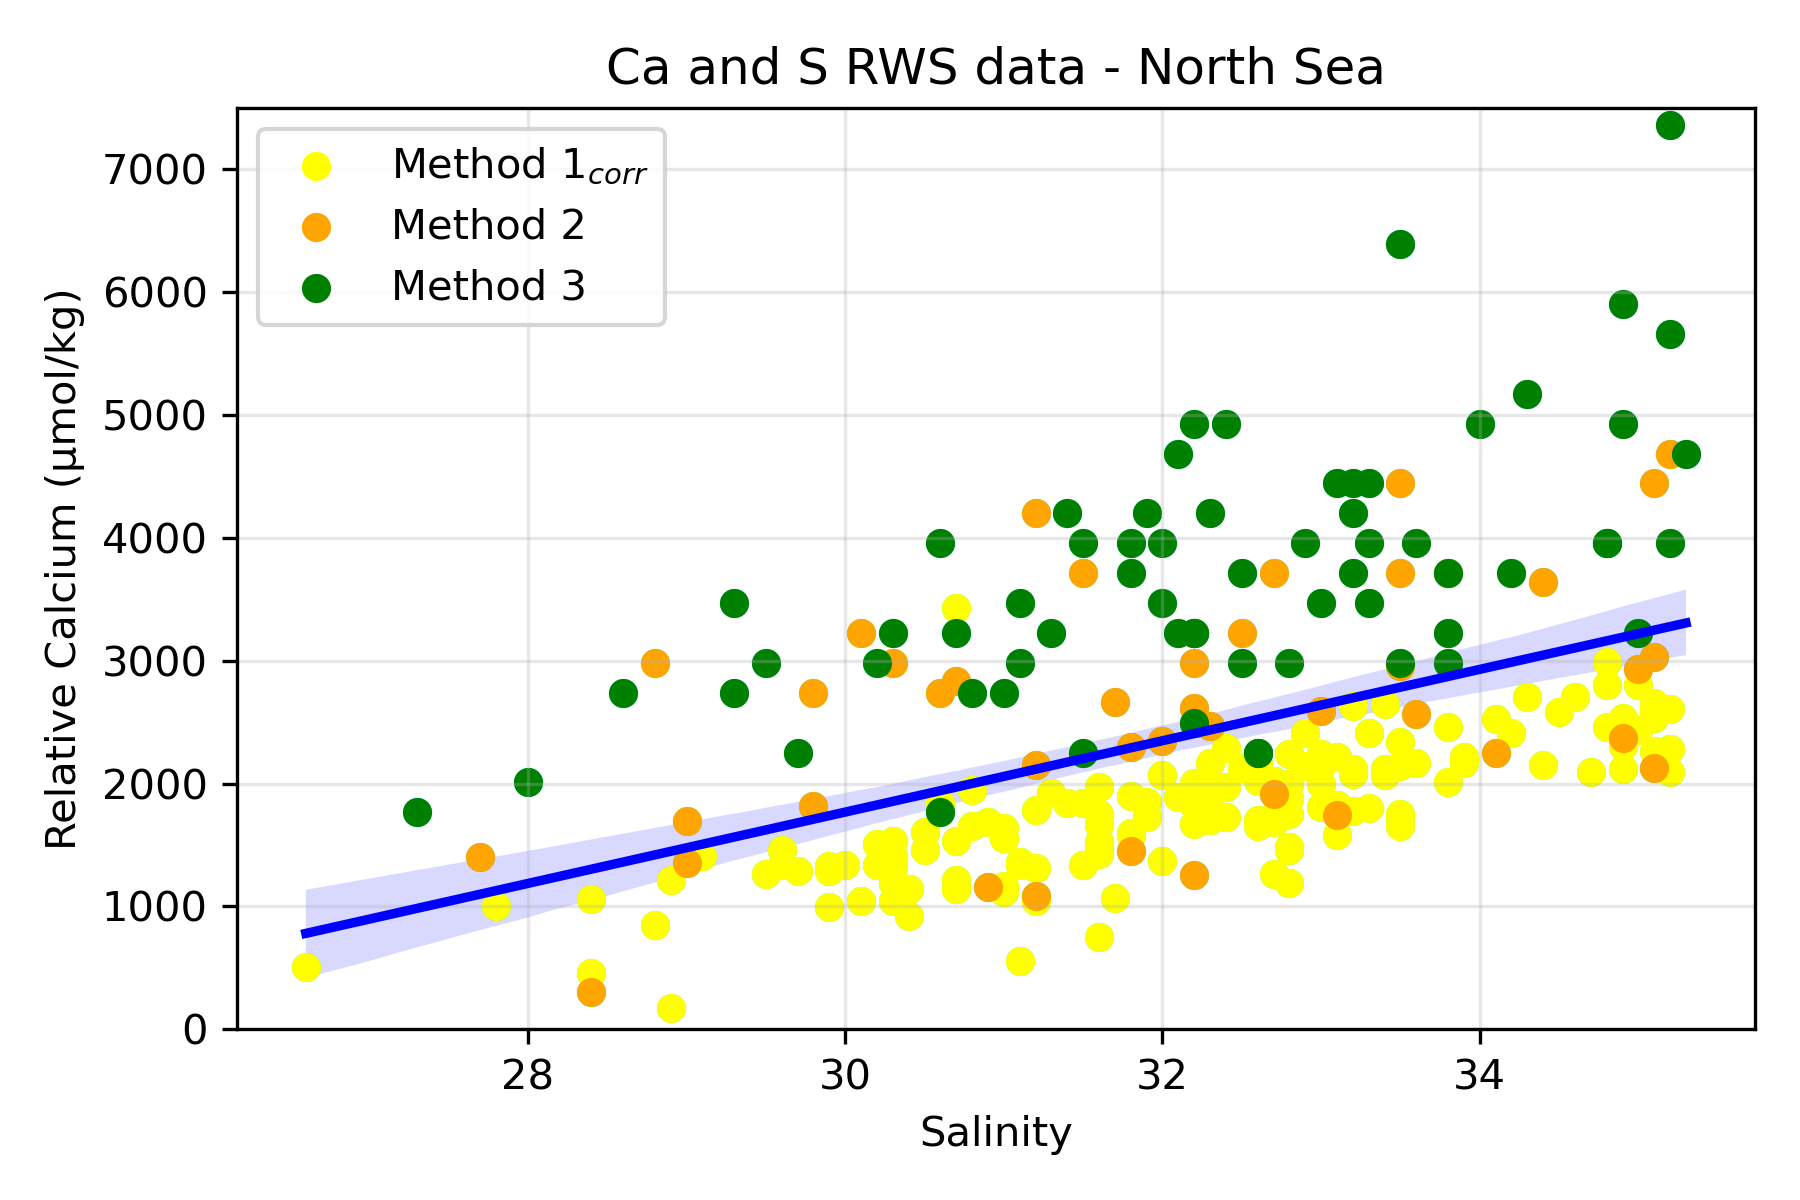 Ca and S RWS data - North Sea
Method 1corr
Method 2
Method 3
Relative Calcium (µmol/kg)
7000
6000
5000
4000
3000
2000
1000
0
28 30 32 34
Salinity